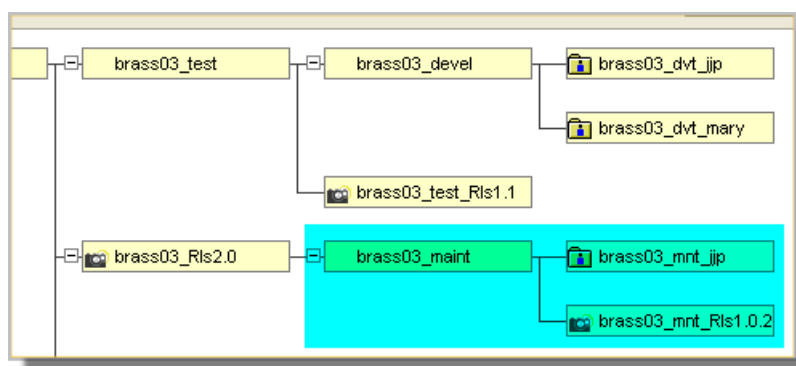 brass03_test
brass03_devel
brass03_dvt_jjp
brass03_dvt_mary
brass03_test_Rls1.1
brass03_Rls2.0
brass03_maint
brass03_mnt_jjp
brass03_mnt_Rls1.0.2